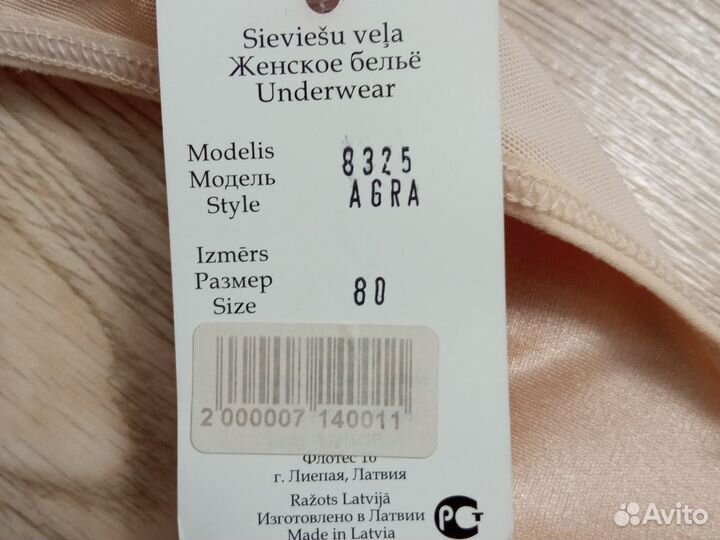 Sieviešu veļa
Женское бельё
Underwear
Modelis
Модель
Style
8325
AGRA
Izmērs
Размер
Size
80
2 000007 140011
Флотес 16
г. Лиепая, Латвия
Ražots Latvijā
Изготовлено в Латвии
Made in Latvia
РСТ
Avito